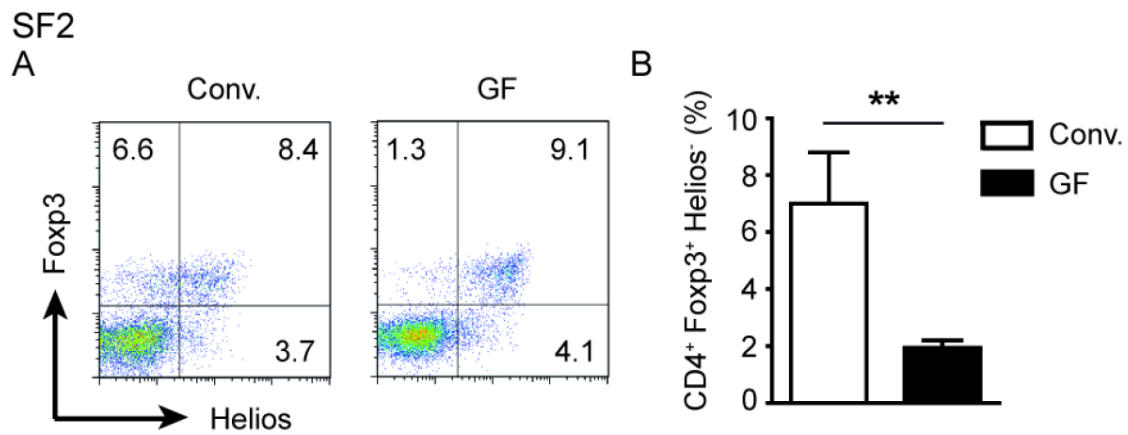 SF2
A
Conv.
GF
6.6
8.4
3.7
1.3
9.1
4.1
Foxp3
Helios
B
CD4⁺ Foxp3⁺ Helios⁻ (%)
10
8
6
4
2
0
**
Conv.
GF